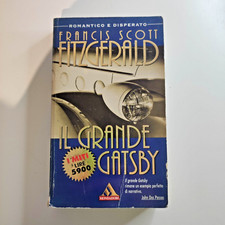 ROMANTICO E DISPERATO
FRANCIS SCOTT
FITZGERALD
IL GRANDE
GATSBY
I MITI
LIRE
5900
Il grande Gatsby
rimane un esempio perfetto
di narrativa.
John Dos Passos
MONDADORI